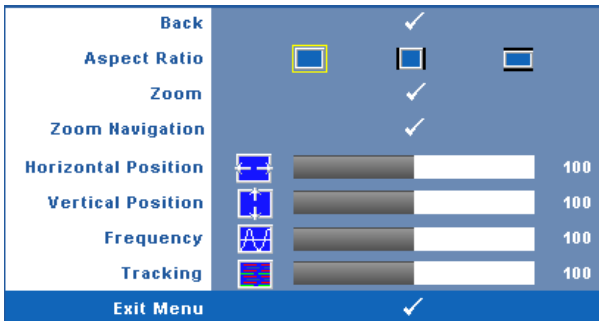 Back
Aspect Ratio
Zoom
Zoom Navigation
Horizontal Position 100
Vertical Position 100
Frequency 100
Tracking 100
Exit Menu